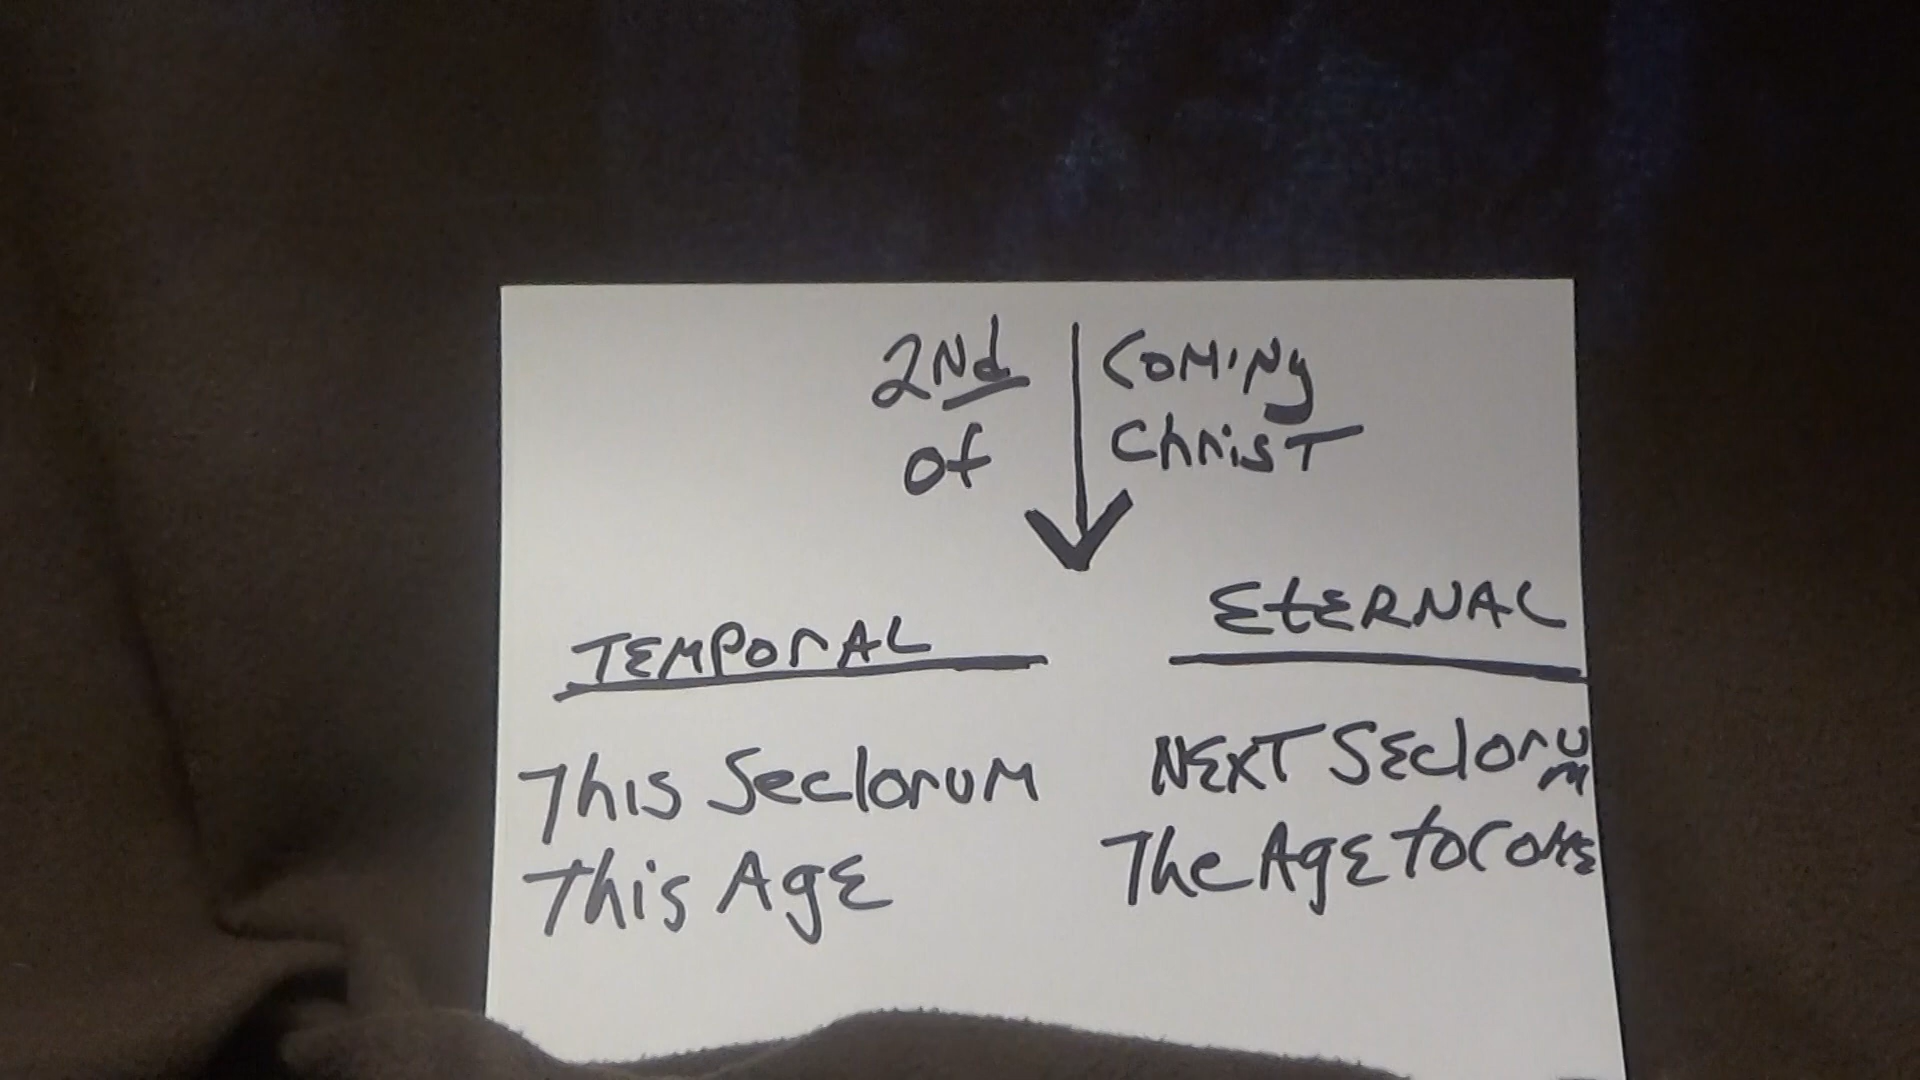 2Nd Coming
of Christ
TEMPORAL
ETERNAL
This Seclorum
This Age
NEXT Seclorum
The Age to Come